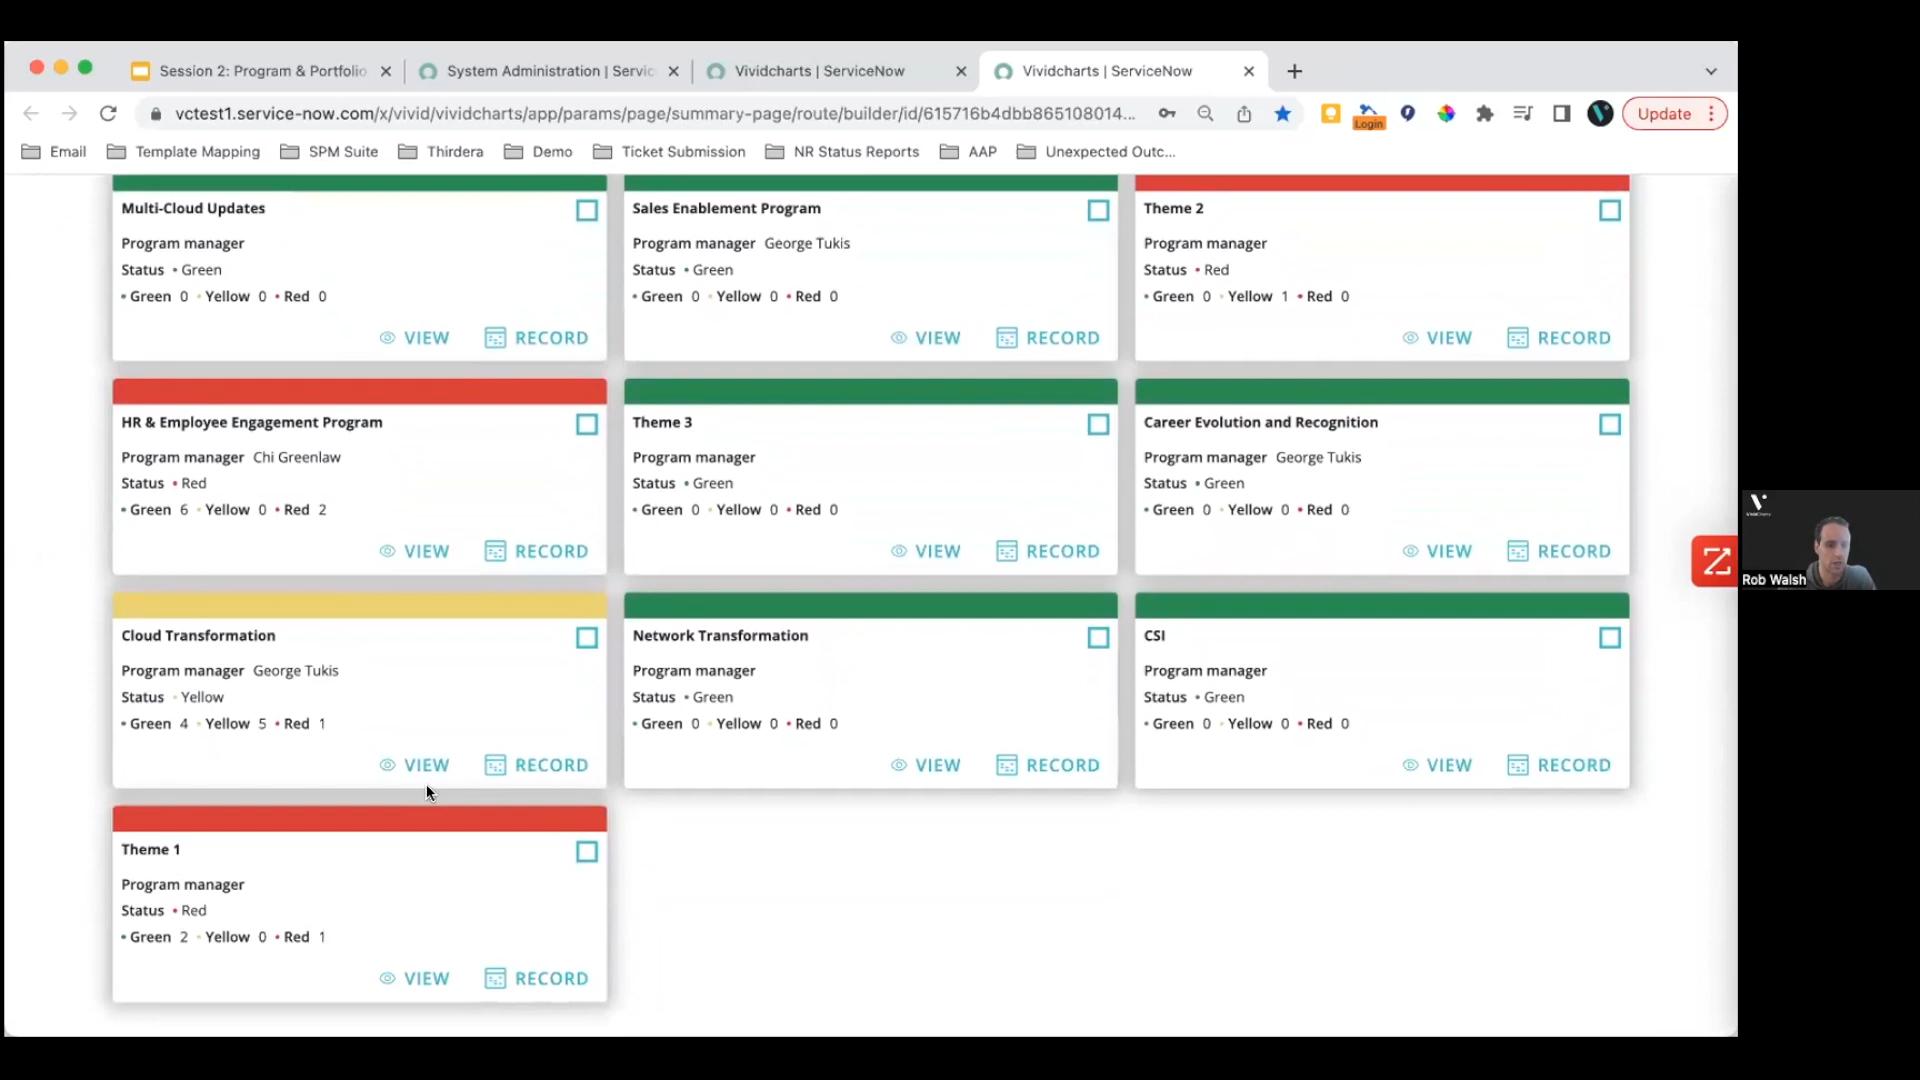 Session 2: Program & Portfolio
System Administration | Servic
Vividcharts | ServiceNow
Vividcharts | ServiceNow
vctest1.service-now.com/x/vivid/vividcharts/app/params/page/summary-page/route/builder/id/615716b4dbb865108014...
Login
Update
Email
Template Mapping
SPM Suite
Thirdera
Demo
Ticket Submission
NR Status Reports
AAP
Unexpected Outc...
Multi-Cloud Updates
Program manager
Status • Green
• Green 0 • Yellow 0 • Red 0
VIEW RECORD
Sales Enablement Program
Program manager George Tukis
Status • Green
• Green 0 • Yellow 0 • Red 0
VIEW RECORD
Theme 2
Program manager
Status • Red
• Green 0 • Yellow 1 • Red 0
VIEW RECORD
HR & Employee Engagement Program
Program manager Chi Greenlaw
Status • Red
• Green 6 • Yellow 0 • Red 2
VIEW RECORD
Theme 3
Program manager
Status • Green
• Green 0 • Yellow 0 • Red 0
VIEW RECORD
Career Evolution and Recognition
Program manager George Tukis
Status • Green
• Green 0 • Yellow 0 • Red 0
VIEW RECORD
Cloud Transformation
Program manager George Tukis
Status • Yellow
• Green 4 • Yellow 5 • Red 1
VIEW RECORD
Network Transformation
Program manager
Status • Green
• Green 0 • Yellow 0 • Red 0
VIEW RECORD
CSI
Program manager
Status • Green
• Green 0 • Yellow 0 • Red 0
VIEW RECORD
Theme 1
Program manager
Status • Red
• Green 2 • Yellow 0 • Red 1
VIEW RECORD
Rob Walsh